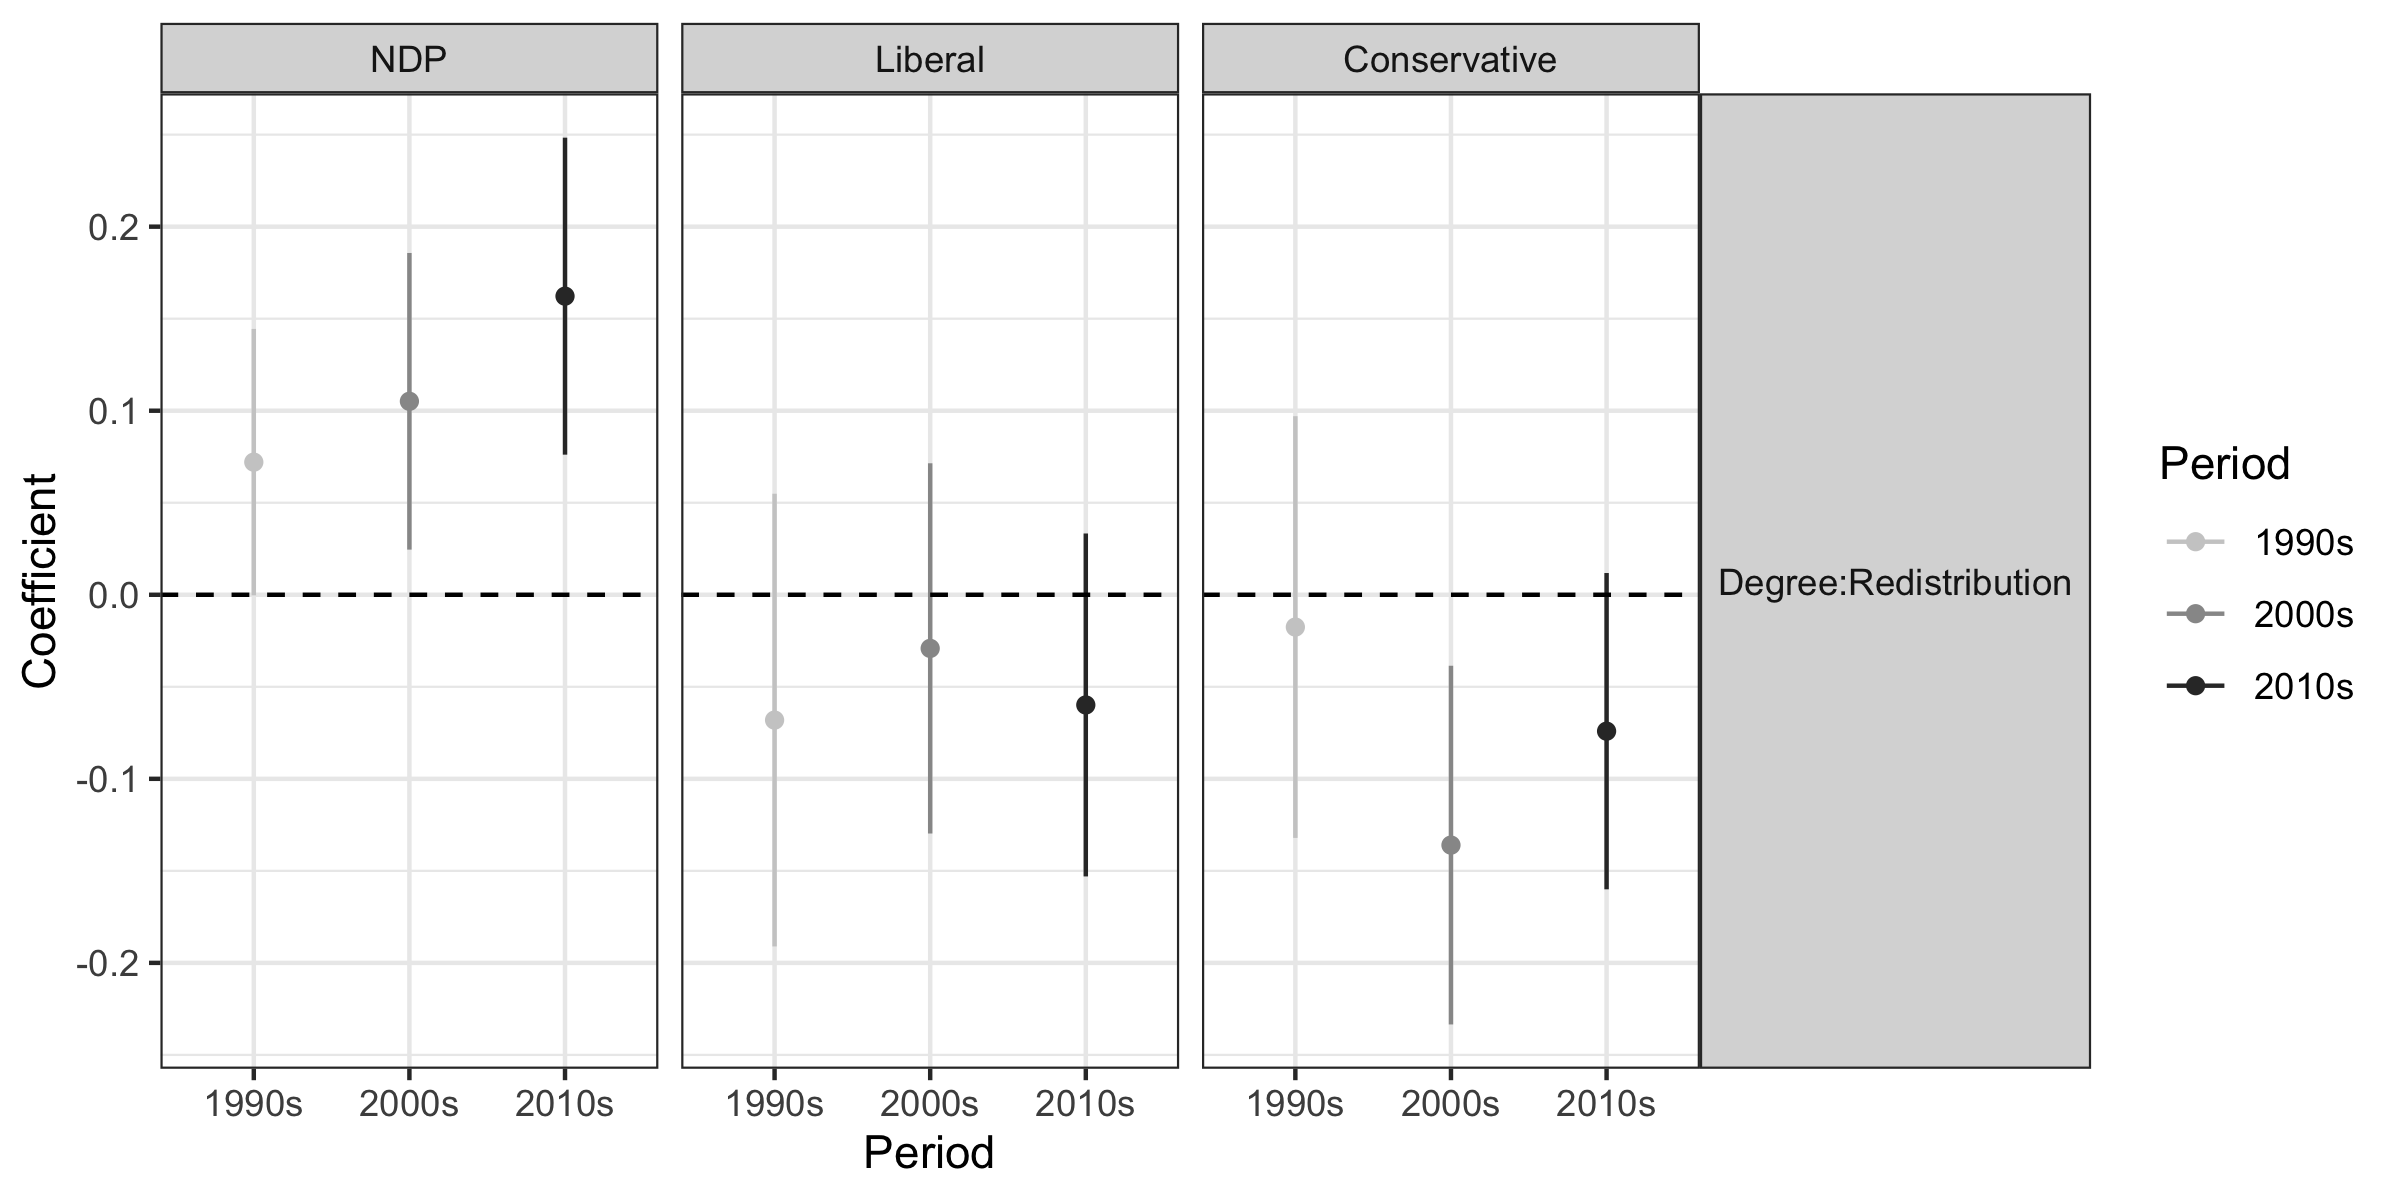 NDP
Liberal
Conservative
0.2
0.1
0.0
-0.1
-0.2
Coefficient
1990s 2000s 2010s
1990s 2000s 2010s
1990s 2000s 2010s
Period
Degree:Redistribution
Period
1990s
2000s
2010s